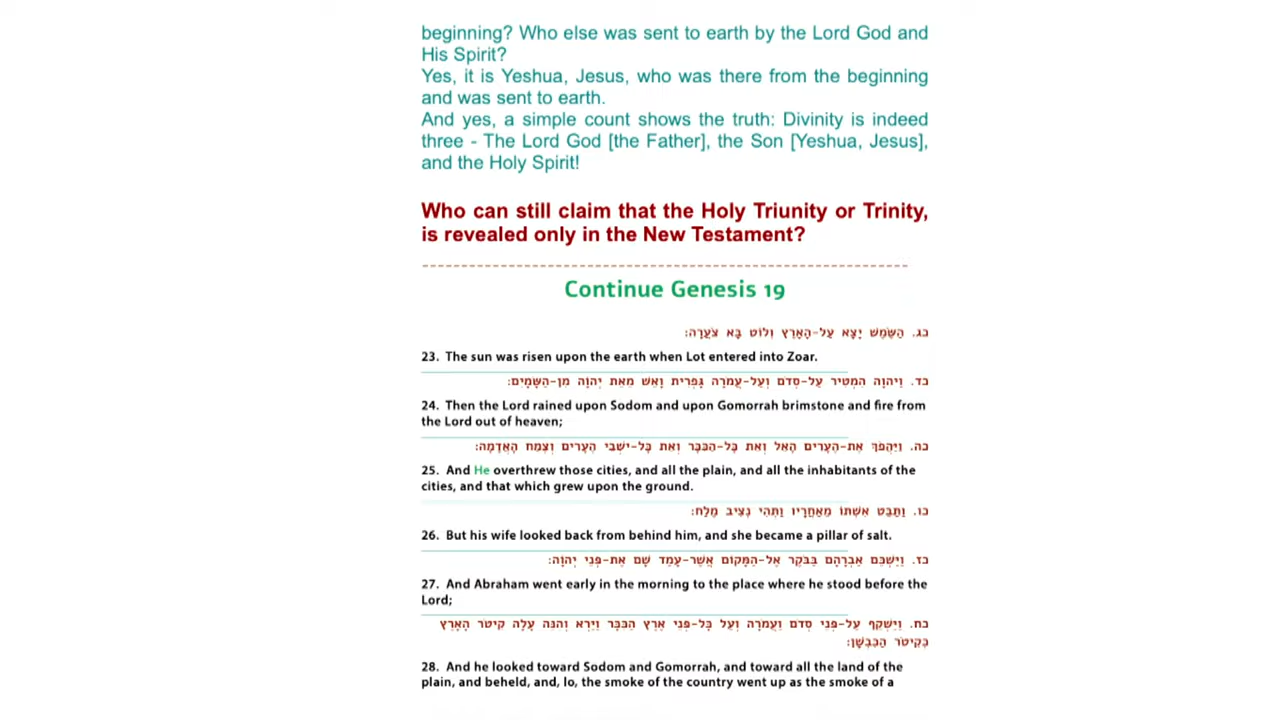 beginning? Who else was sent to earth by the Lord God and
His Spirit?
Yes, it is Yeshua, Jesus, who was there from the beginning
and was sent to earth.
And yes, a simple count shows the truth: Divinity is indeed
three - The Lord God [the Father], the Son [Yeshua, Jesus],
and the Holy Spirit!
Who can still claim that the Holy Triunity or Trinity,
is revealed only in the New Testament?
Continue Genesis 19
כג. הַשֶּׁמֶשׁ יָצָא עַל-הָאָרֶץ וְלוֹט בָּא צֹעֲרָה:
23. The sun was risen upon the earth when Lot entered into Zoar.
כד. וַיהוָה הִמְטִיר עַל-סְדֹם וְעַל-עֲמֹרָה גָּפְרִית וָאֵשׁ מֵאֵת יְהוָה מִן-הַשָּׁמָיִם:
24. Then the Lord rained upon Sodom and upon Gomorrah brimstone and fire from
the Lord out of heaven;
כה. וַיַּהֲפֹךְ אֶת-הֶעָרִים הָאֵל וְאֵת כָּל-הַכִּכָּר וְאֵת כָּל-יֹשְׁבֵי הֶעָרִים וְצֶמַח הָאֲדָמָה:
25. And He overthrew those cities, and all the plain, and all the inhabitants of the
cities, and that which grew upon the ground.
כו. וַתַּבֵּט אִשְׁתּוֹ מֵאַחֲרָיו וַתְּהִי נְצִיב מֶלַח:
26. But his wife looked back from behind him, and she became a pillar of salt.
כז. וַיַּשְׁכֵּם אַבְרָהָם בַּבֹּקֶר אֶל-הַמָּקוֹם אֲשֶׁר-עָמַד שָׁם אֶת-פְּנֵי יְהוָה:
27. And Abraham went early in the morning to the place where he stood before the
Lord;
כח. וַיַּשְׁקֵף עַל-פְּנֵי סְדֹם וַעֲמֹרָה וְעַל כָּל-פְּנֵי אֶרֶץ הַכִּכָּר וַיַּרְא וְהִנֵּה עָלָה קִיטֹר הָאָרֶץ
כְּקִיטֹר הַכִּבְשָׁן:
28. And he looked toward Sodom and Gomorrah, and toward all the land of the
plain, and beheld, and, lo, the smoke of the country went up as the smoke of a